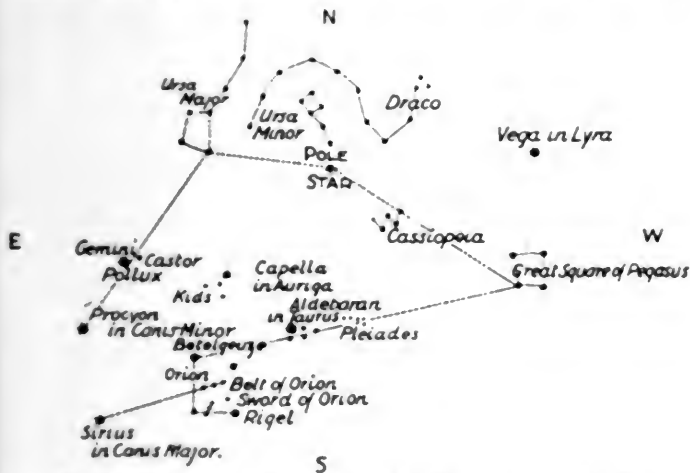 N
Ursa
Major
Ursa
Minor
Draco
Vega in Lyra
POLE
STAR
Cassiopeia
E
W
Gemini
Castor
Pollux
Great Square of Pegasus
Capella
in Auriga
Kids
Aldebaran
in Taurus
Pleiades
Procyon
in Canis Minor
Betelgeuz
Orion
Belt of Orion
Sword of Orion
Rigel
Sirius
in Canis Major.
S